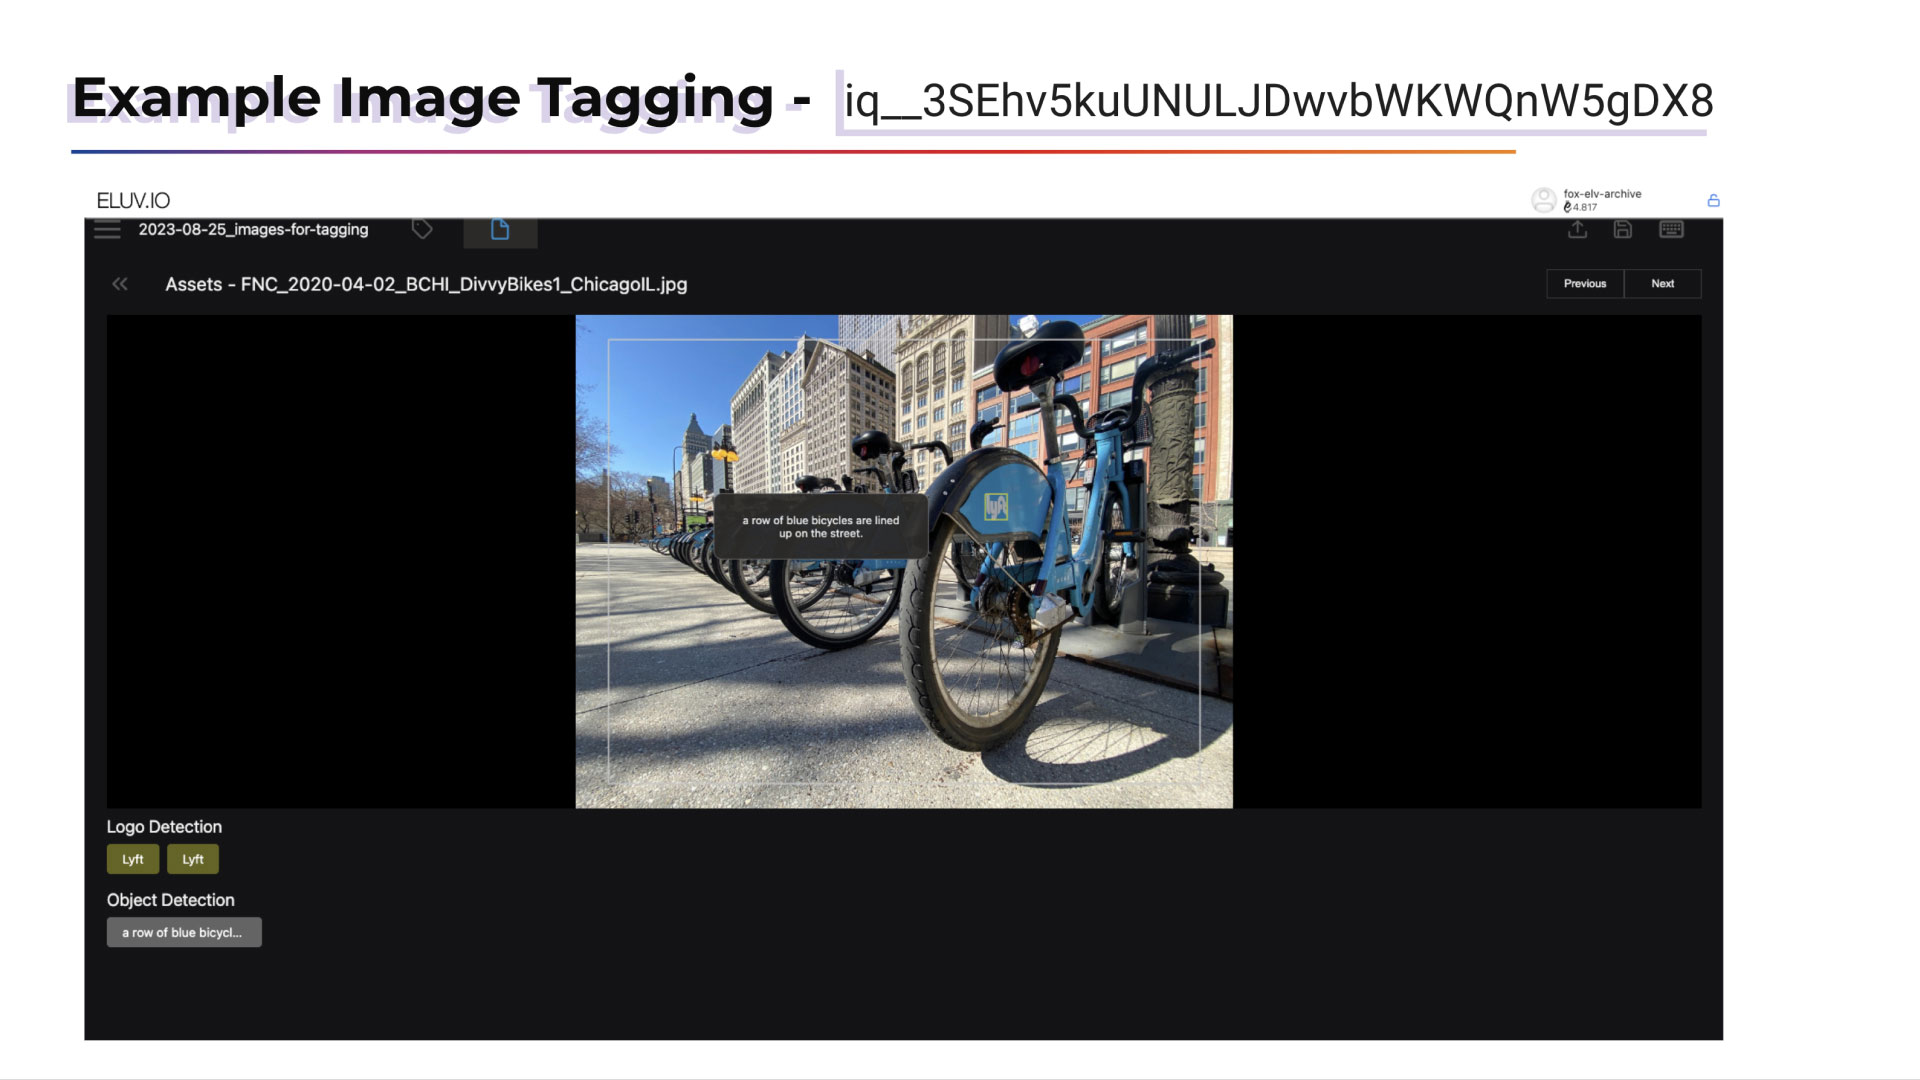 Example Image Tagging - iq__3SEhv5kuUNULJDwvbWKWQnW5gDX8
ELUV.IO
fox-elv-archive
4.817
2023-08-25_images-for-tagging
Assets - FNC_2020-04-02_BCHI_DivvyBikes1_ChicagoIL.jpg
Previous
Next
lyft
a row of blue bicycles are lined
up on the street.
Logo Detection
Lyft
Lyft
Object Detection
a row of blue bicycl...